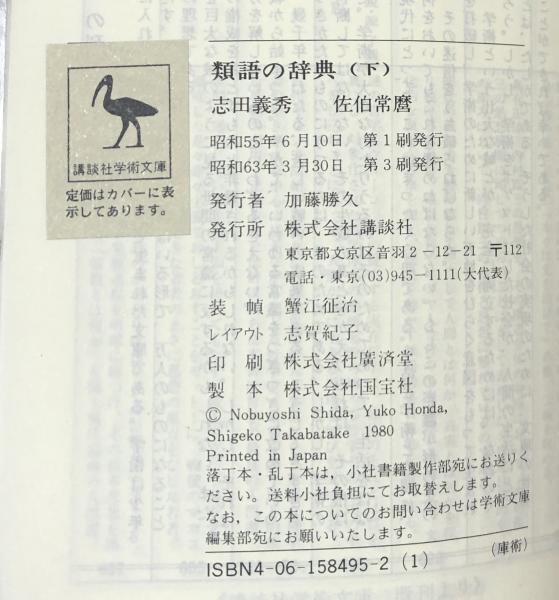 講談社学術文庫
定価はカバーに表
示してあります。
類語の辞典（下）
志田義秀　佐伯常麿
昭和55年6月10日　第1刷発行
昭和63年3月30日　第3刷発行
発行者　加藤勝久
発行所　株式会社講談社
東京都文京区音羽2－12－21　〒112
電話・東京(03)945－1111(大代表)
装　幀　蟹江征治
レイアウト　志賀紀子
印　刷　株式会社廣済堂
製　本　株式会社国宝社
© Nobuyoshi Shida, Yuko Honda,
Shigeko Takabatake 1980
Printed in Japan
落丁本・乱丁本は，小社書籍製作部宛にお送りく
ださい。送料小社負担にてお取替えします。
なお，この本についてのお問い合わせは学術文庫
編集部宛にお願いいたします。
ISBN4-06-158495-2 (1)
(庫術)